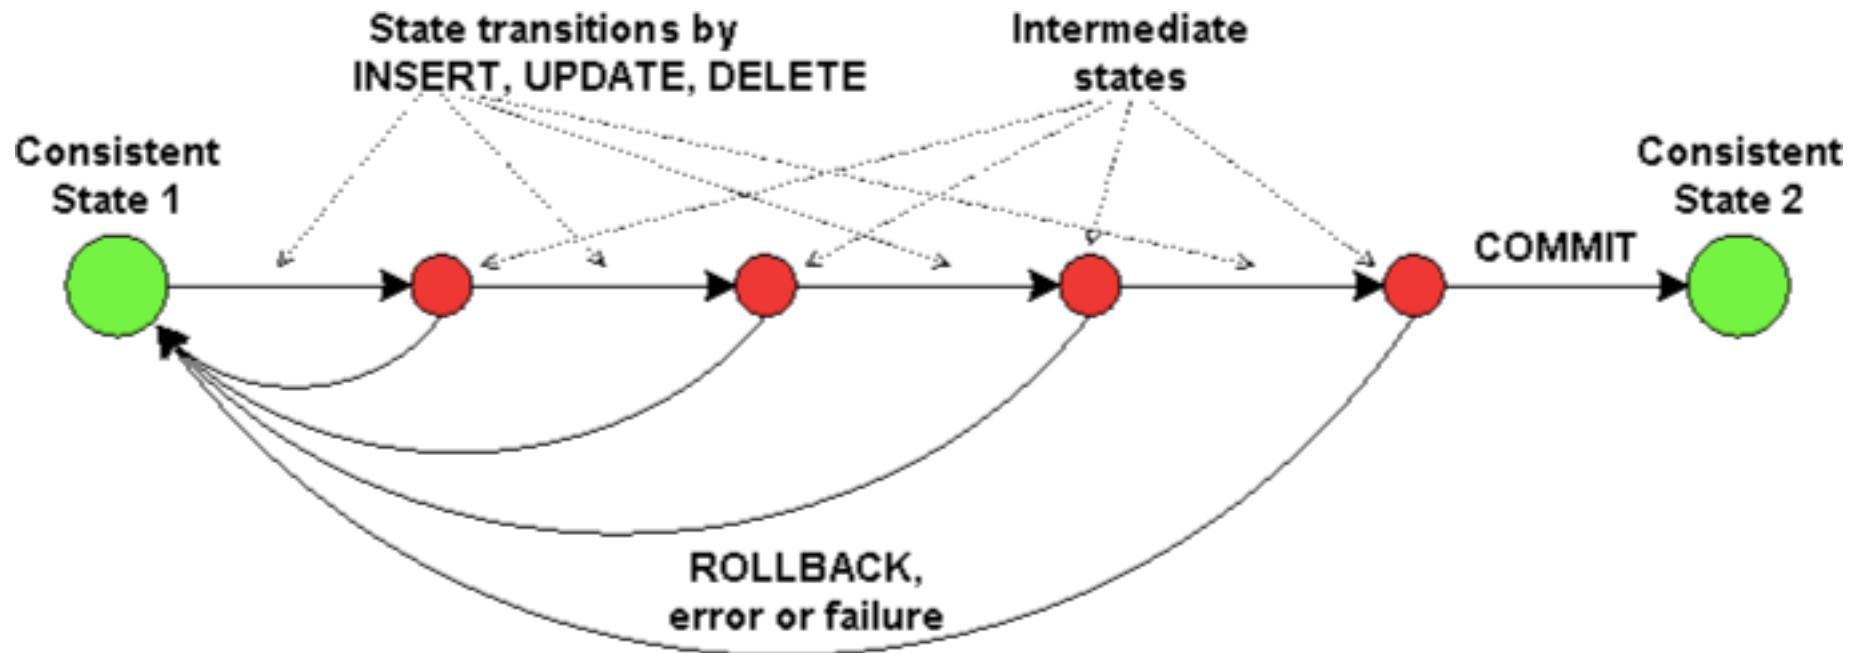 State transitions by
INSERT, UPDATE, DELETE
Intermediate
states
Consistent
State 1
Consistent
State 2
COMMIT
ROLLBACK,
error or failure